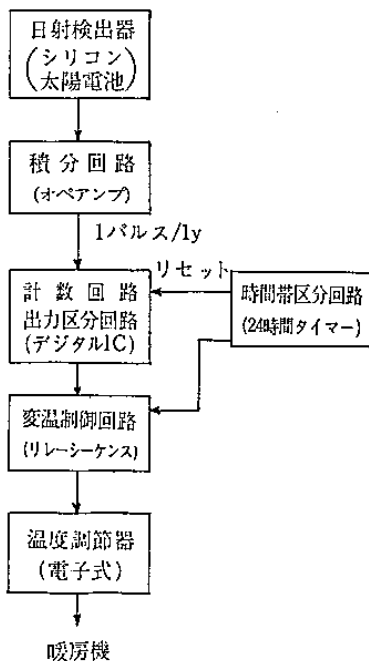 日射検出器
(シリコン
太陽電池)
積分回路
(オペアンプ)
1パルス/1y
リセット
計数回路
出力区分回路
(デジタルIC)
時間帯区分回路
(24時間タイマー)
変温制御回路
(リレーシーケンス)
温度調節器
(電子式)
暖房機